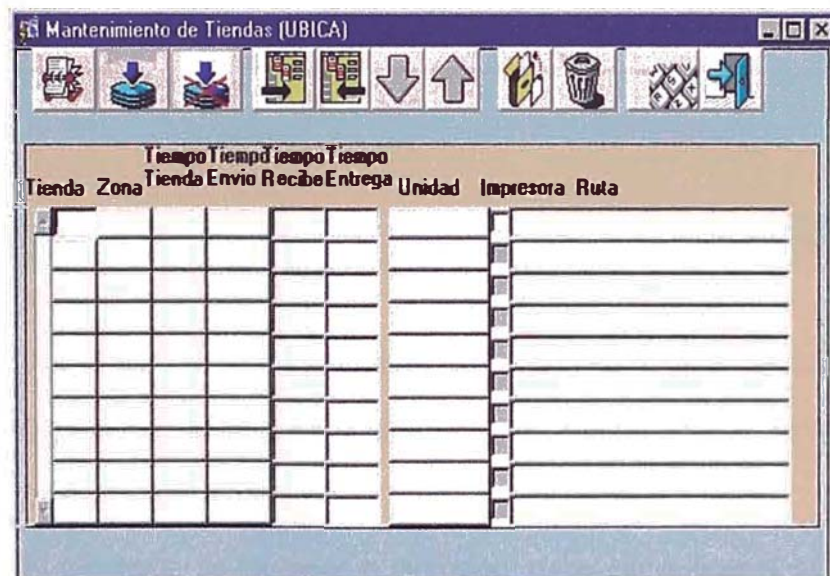 Mantenimiento de Tiendas (UBICA)
Tiempo Tiempo Tiempo Tiempo
Tienda Zona Tienda Envio Recibe Entrega Unidad Impresora Ruta